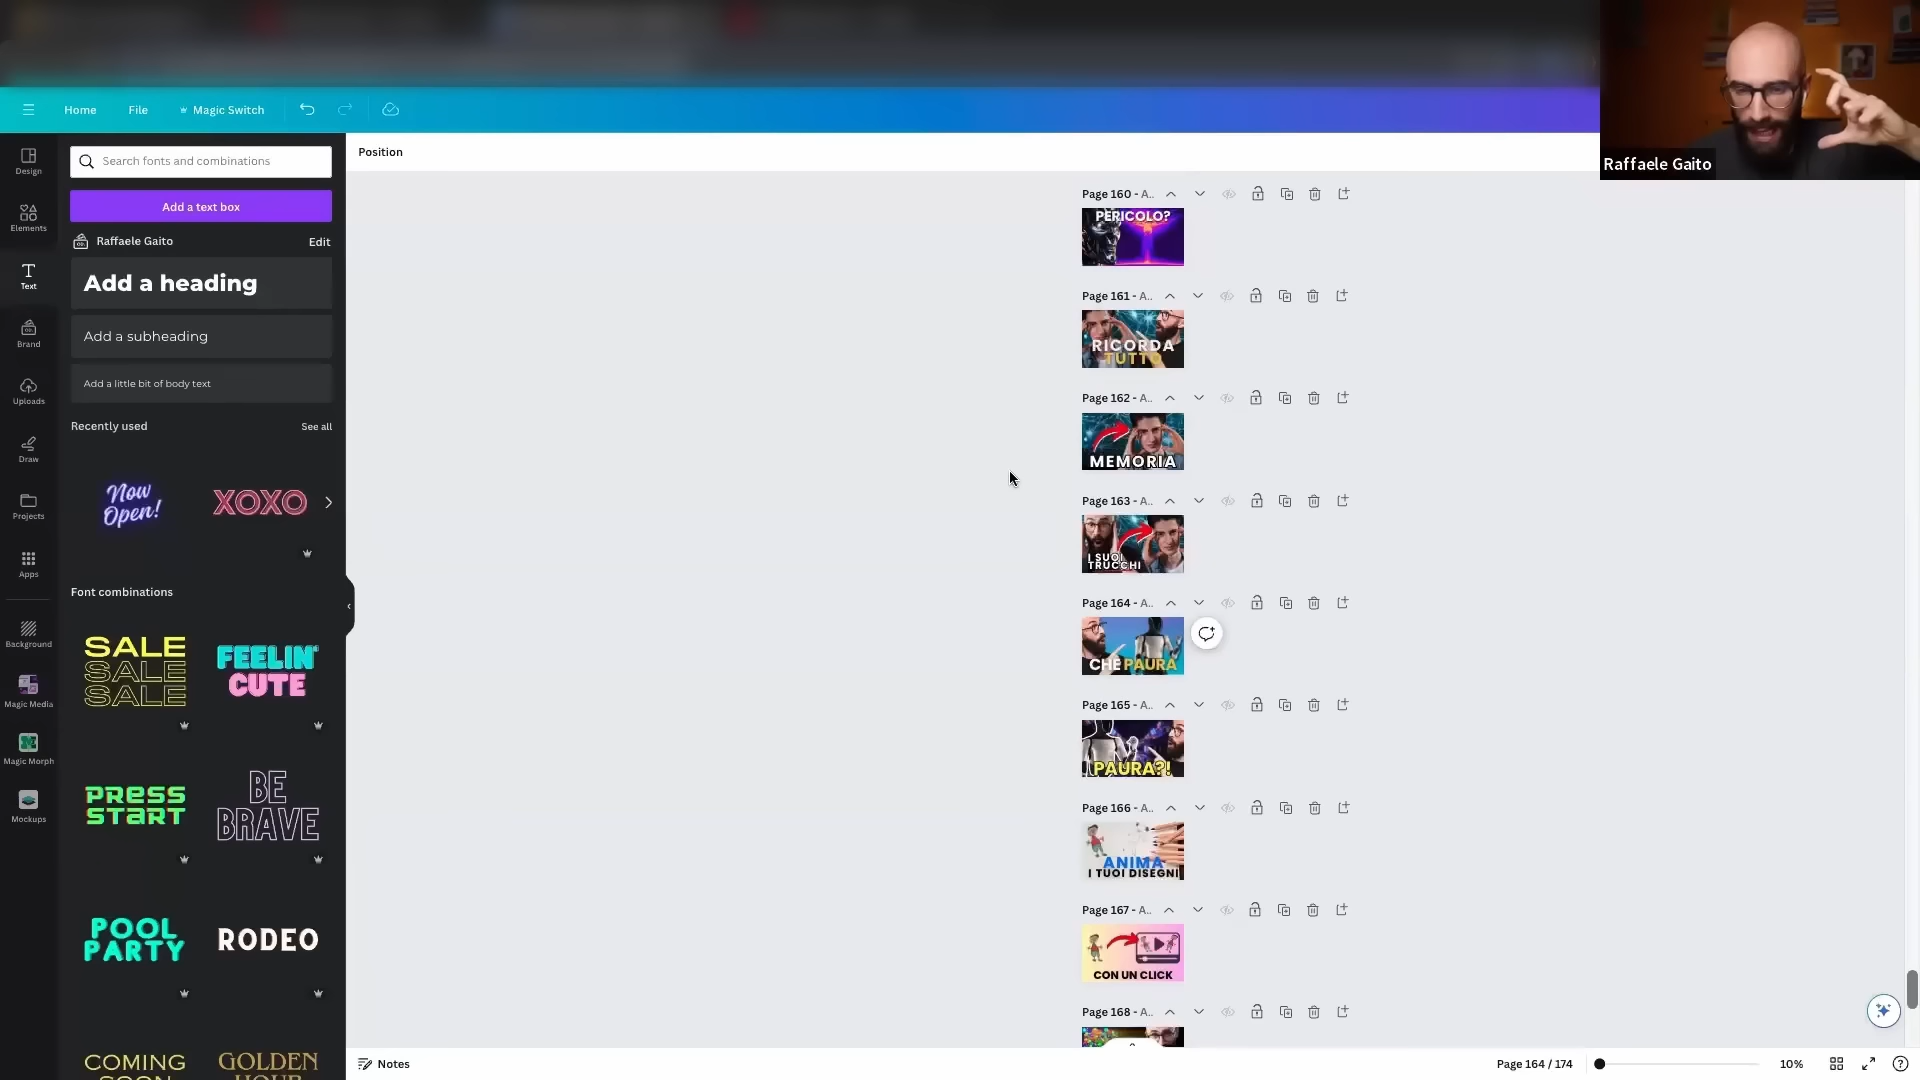 Home File Magic Switch
Raffaele Gaito
Position
Design
Elements
Text
Brand
Uploads
Draw
Projects
Apps
Background
Magic Media
Magic Morph
Mockups
Search fonts and combinations
Add a text box
Raffaele Gaito Edit
Add a heading
Add a subheading
Add a little bit of body text
Recently used See all
Now
Open!
XOXO
Font combinations
SALE
SALE
SALE
FEELIN'
CUTE
PRESS
START
BE
BRAVE
POOL
PARTY
RODEO
COMING
SOON
GOLDEN
HOUR
Page 160 - A..
PERICOLO?
Page 161 - A..
RICORDA
TUTTO
Page 162 - A..
MEMORIA
Page 163 - A..
I SUOI
TRUCCHI
Page 164 - A..
CHE PAURA
Page 165 - A..
PAURA?!
Page 166 - A..
ANIMA
I TUOI DISEGNI
Page 167 - A..
CON UN CLICK
Page 168 - A..
Notes
Page 164 / 174
10%